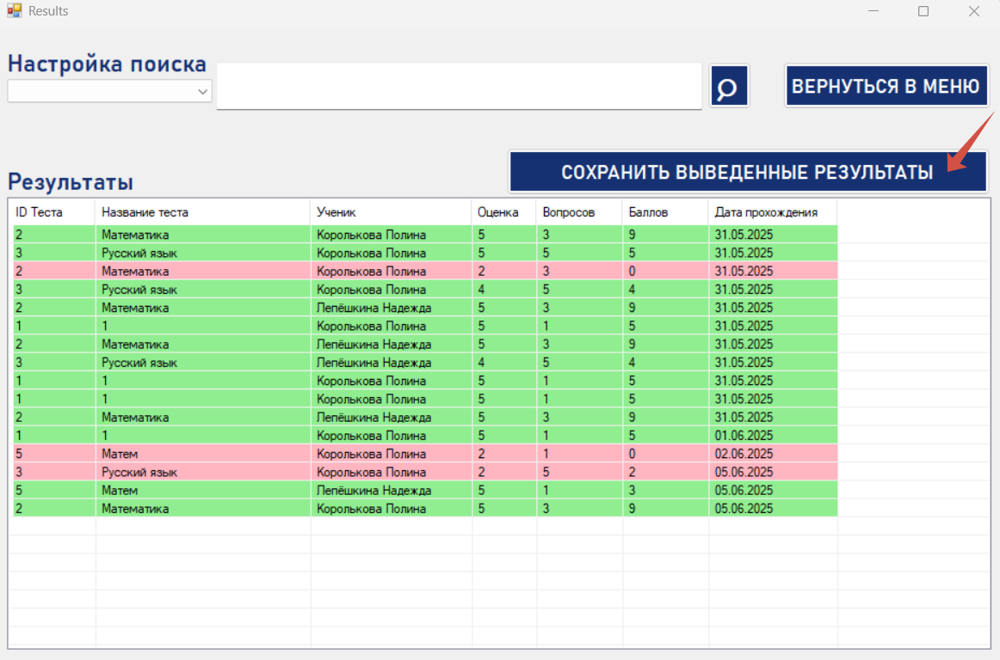 Results
Настройка поиска
ВЕРНУТЬСЯ В МЕНЮ
СОХРАНИТЬ ВЫВЕДЕННЫЕ РЕЗУЛЬТАТЫ
Результаты
ID Теста Название теста Ученик Оценка Вопросов Баллов Дата прохождения
2 Математика Королькова Полина 5 3 9 31.05.2025
3 Русский язык Королькова Полина 5 5 5 31.05.2025
2 Математика Королькова Полина 2 3 0 31.05.2025
3 Русский язык Королькова Полина 4 5 4 31.05.2025
2 Математика Лепёшкина Надежда 5 3 9 31.05.2025
1 1 Королькова Полина 5 1 5 31.05.2025
2 Математика Лепёшкина Надежда 5 3 9 31.05.2025
3 Русский язык Лепёшкина Надежда 4 5 4 31.05.2025
1 1 Королькова Полина 5 1 5 31.05.2025
1 1 Королькова Полина 5 1 5 31.05.2025
2 Математика Лепёшкина Надежда 5 3 9 31.05.2025
1 1 Королькова Полина 5 1 5 01.06.2025
5 Матем Королькова Полина 2 1 0 02.06.2025
3 Русский язык Королькова Полина 2 5 2 05.06.2025
5 Матем Лепёшкина Надежда 5 1 3 05.06.2025
2 Математика Королькова Полина 5 3 9 05.06.2025